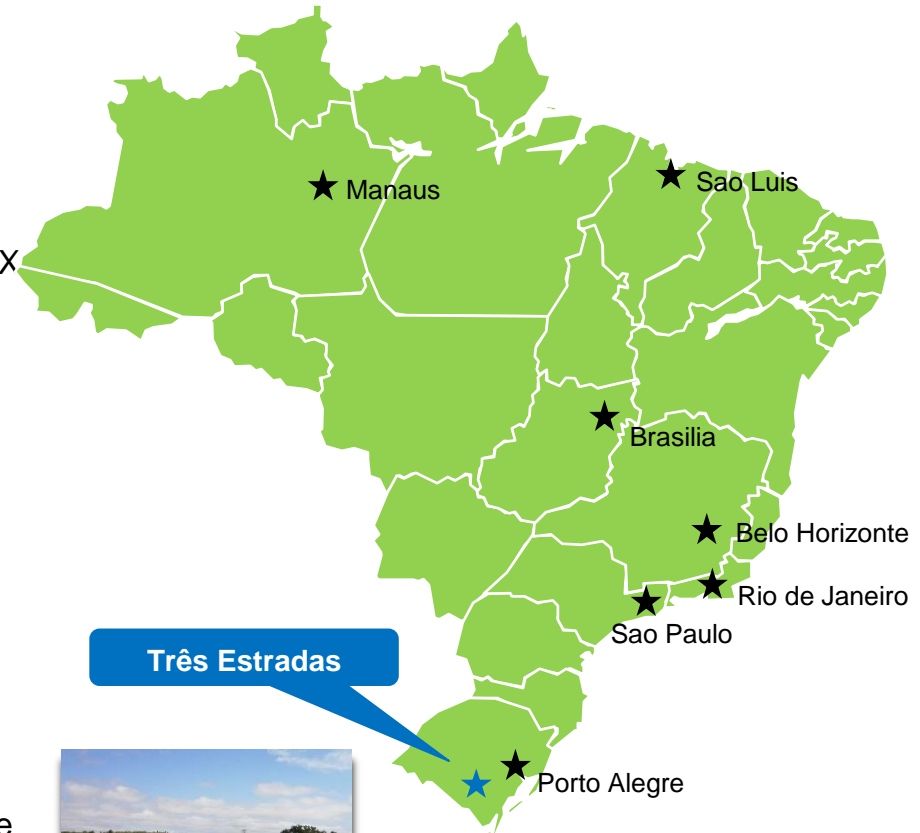 Manaus
Sao Luis
X
Brasilia
Belo Horizonte
Rio de Janeiro
Sao Paulo
Três Estradas
Porto Alegre
e